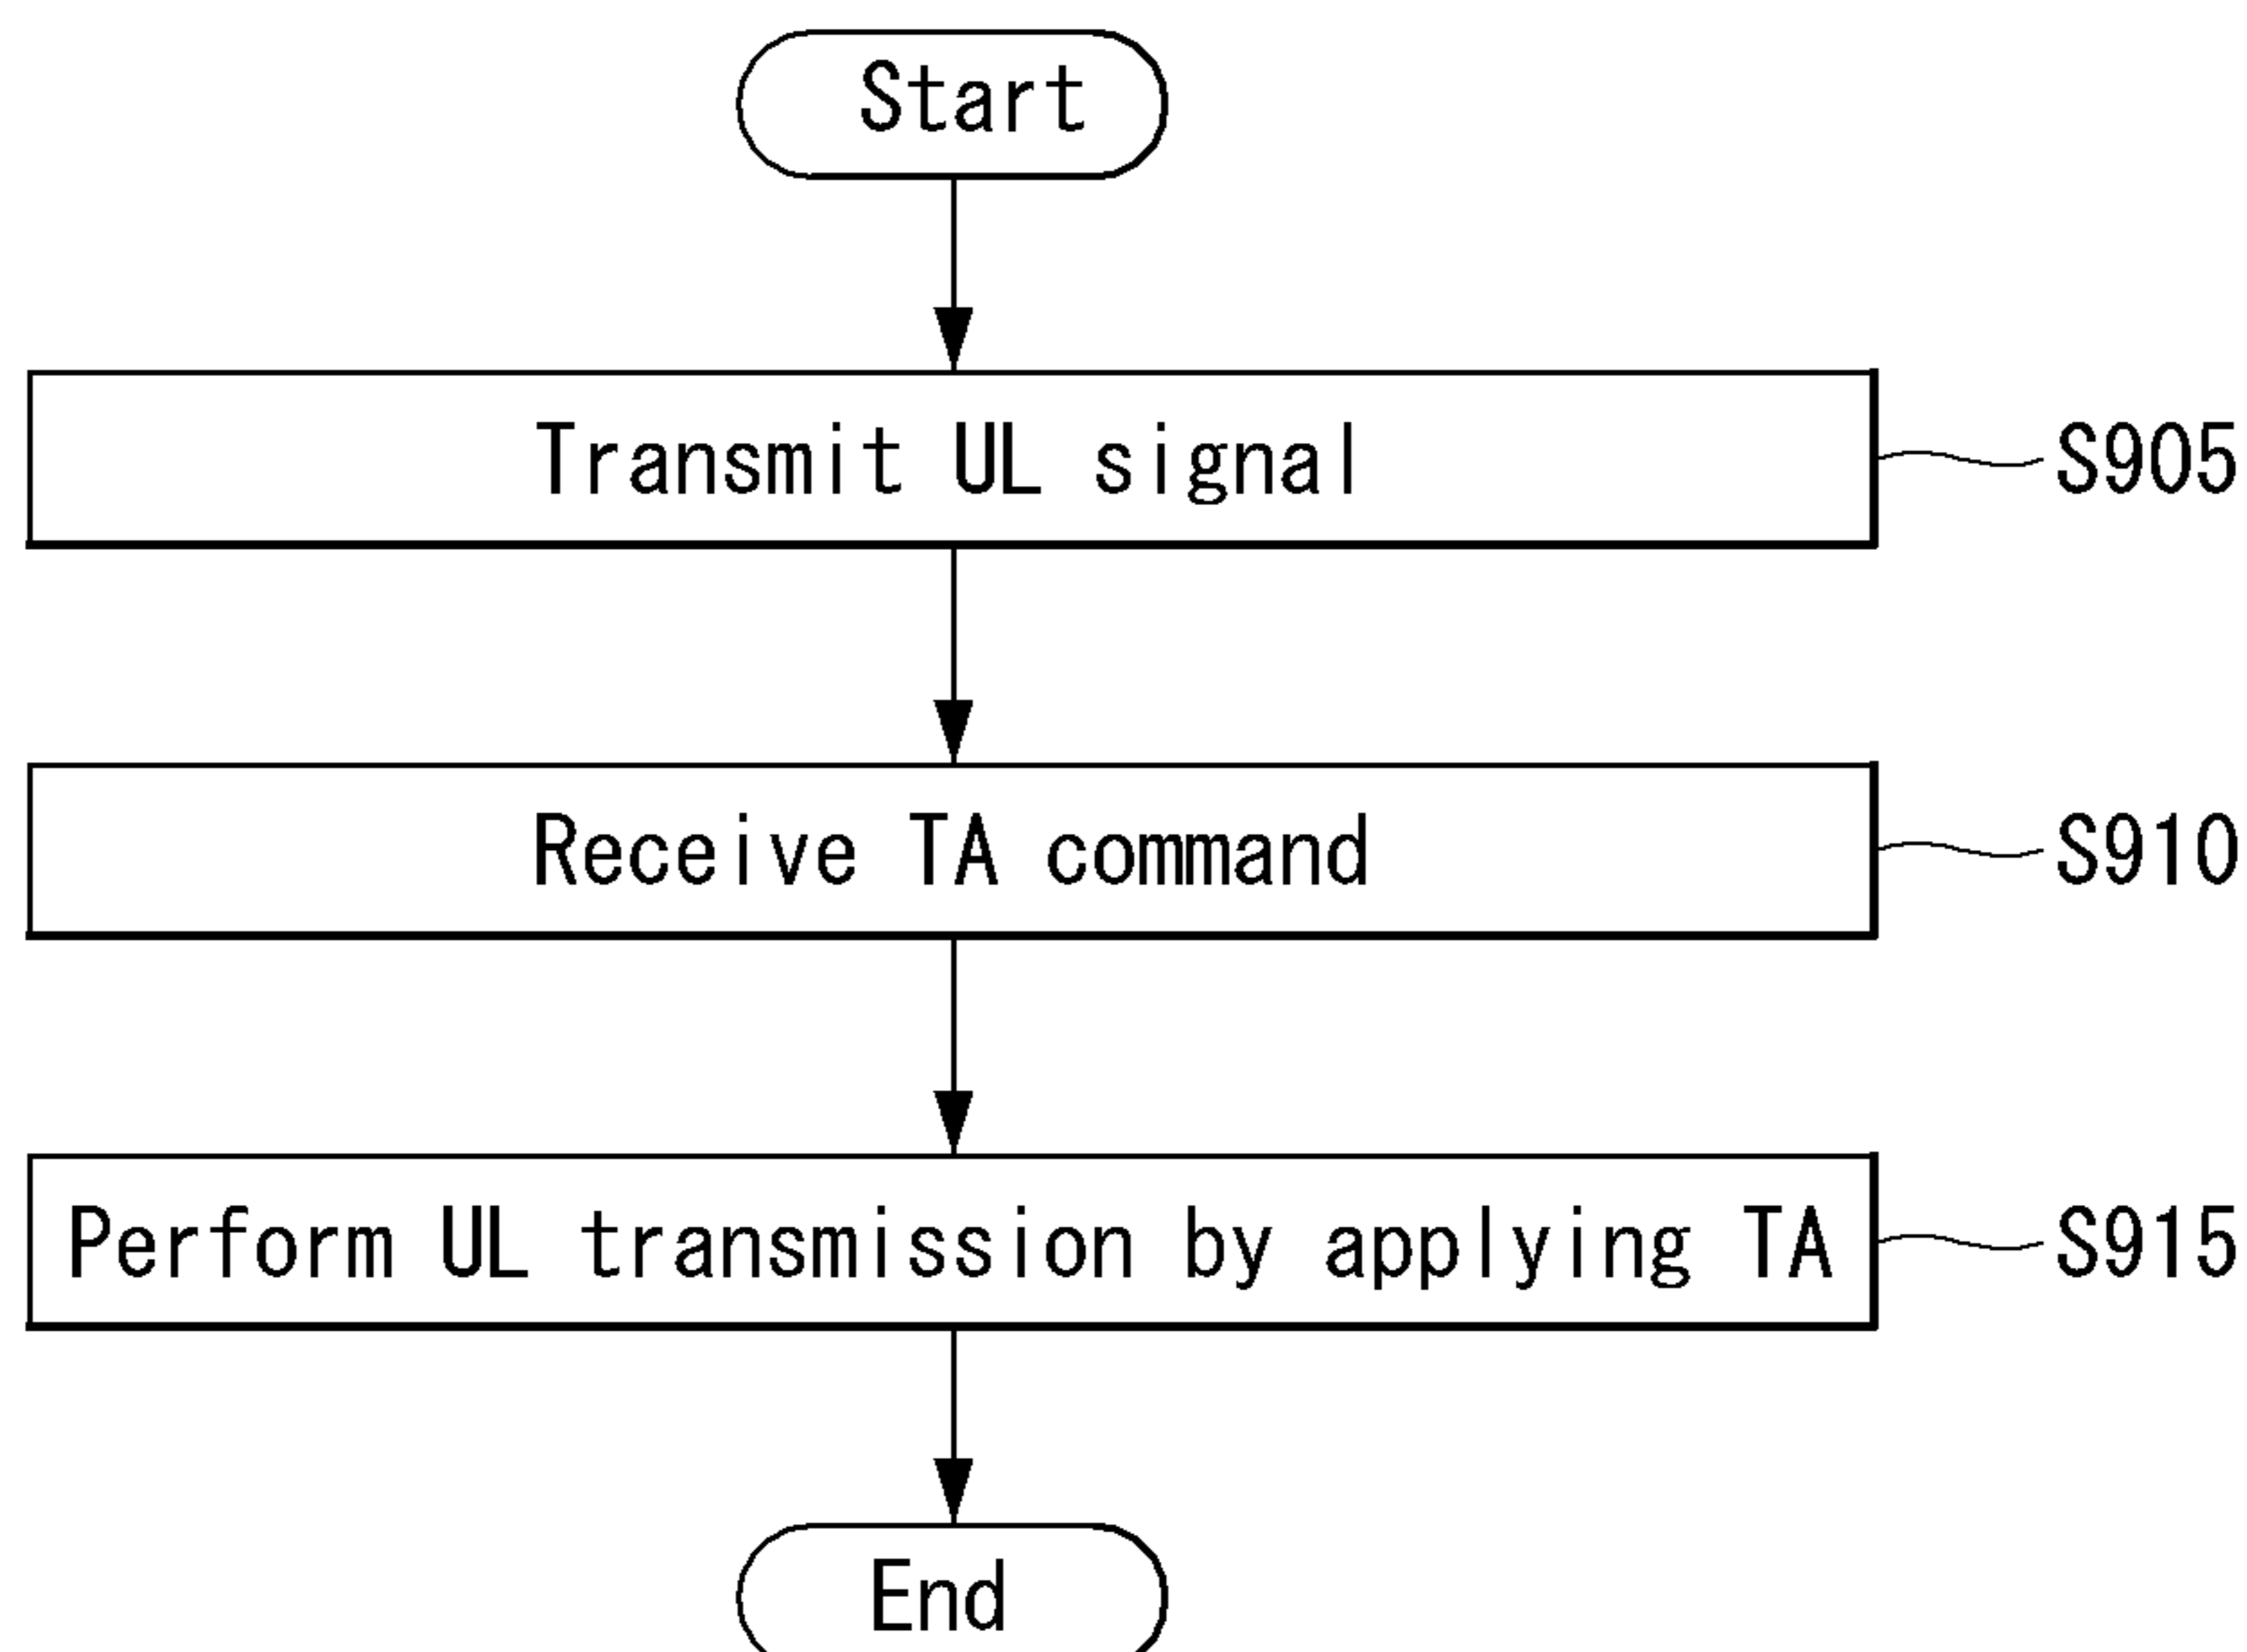 Start
Transmit UL signal
S905
Receive TA command
S910
Perform UL transmission by applying TA
S915
End